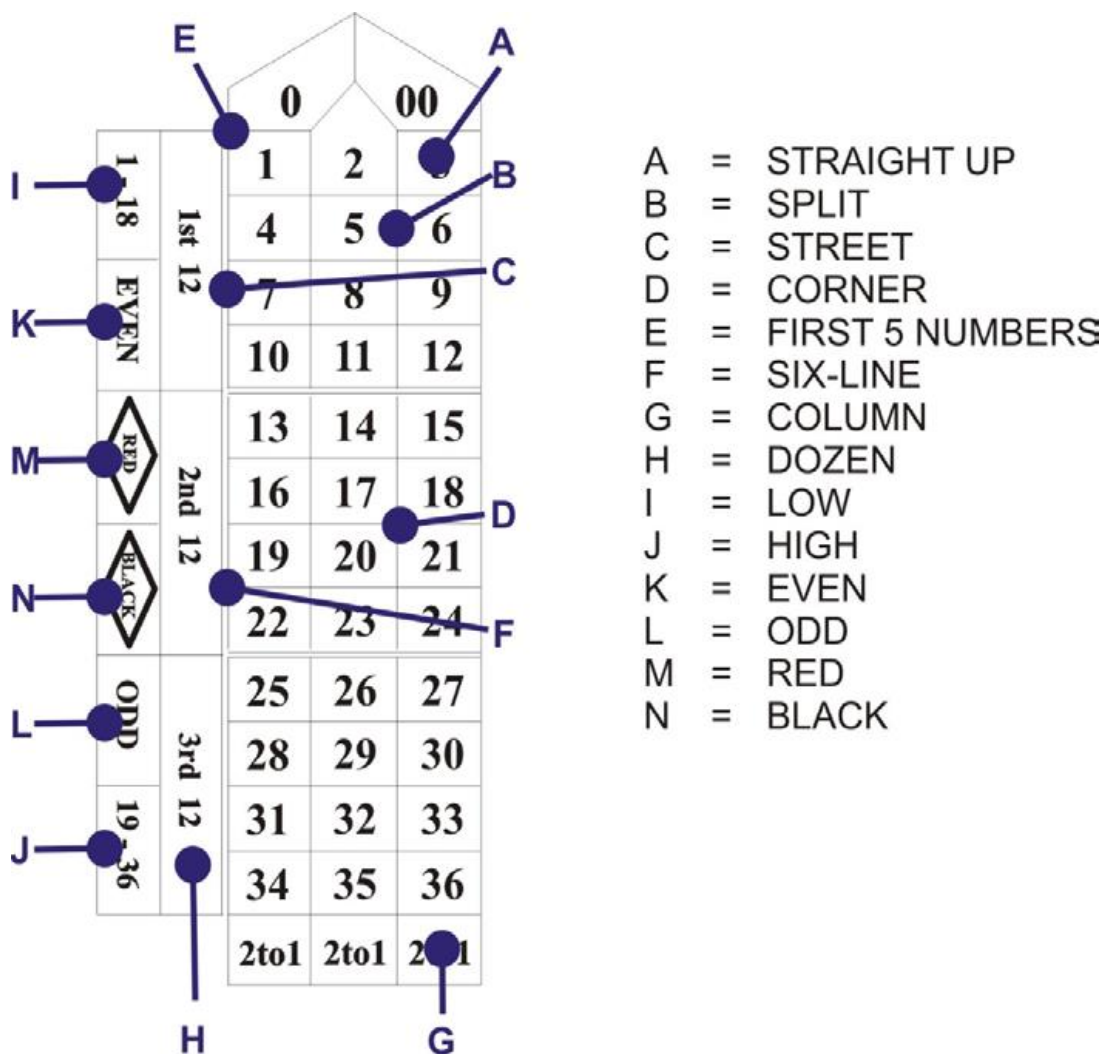 E
A
0 00
1 2
B
4 5 6
C
7 8 9
10 11 12
13 14 15
16 17 18
D
19 20 21
22 23 24
F
25 26 27
28 29 30
31 32 33
34 35 36
2to1 2to1
G
H
I
1 - 18
K
EVEN
M
RED
N
BLACK
L
ODD
J
19 - 36
1st 12
2nd 12
3rd 12
A = STRAIGHT UP
B = SPLIT
C = STREET
D = CORNER
E = FIRST 5 NUMBERS
F = SIX-LINE
G = COLUMN
H = DOZEN
I = LOW
J = HIGH
K = EVEN
L = ODD
M = RED
N = BLACK